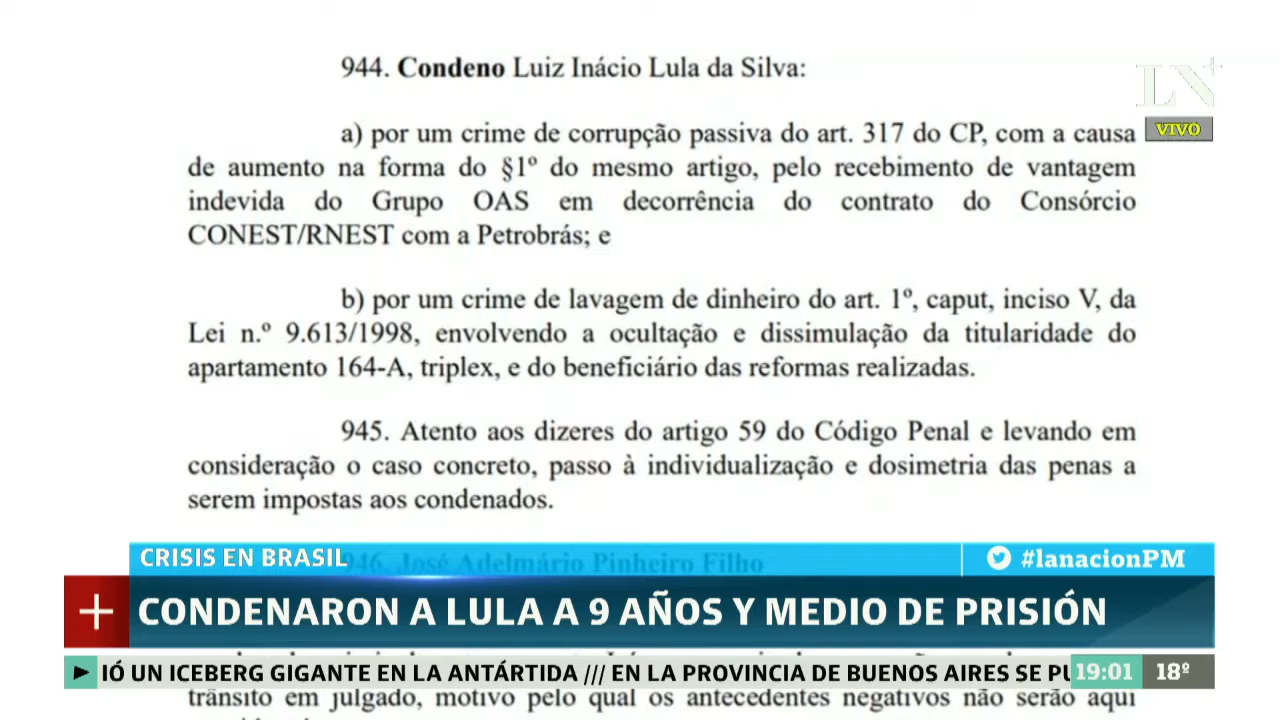 944. Condeno Luiz Inácio Lula da Silva:
a) por um crime de corrupção passiva do art. 317 do CP, com a causa
de aumento na forma do §1º do mesmo artigo, pelo recebimento de vantagem
indevida do Grupo OAS em decorrência do contrato do Consórcio
CONEST/RNEST com a Petrobrás; e
b) por um crime de lavagem de dinheiro do art. 1º, caput, inciso V, da
Lei n.º 9.613/1998, envolvendo a ocultação e dissimulação da titularidade do
apartamento 164-A, triplex, e do beneficiário das reformas realizadas.
945. Atento aos dizeres do artigo 59 do Código Penal e levando em
consideração o caso concreto, passo à individualização e dosimetria das penas a
serem impostas aos condenados.
LN+
VIVO
946. José Adelmário Pinheiro Filho
CRISIS EN BRASIL
#lanacionPM
CONDENARON A LULA A 9 AÑOS Y MEDIO DE PRISIÓN
IÓ UN ICEBERG GIGANTE EN LA ANTÁRTIDA /// EN LA PROVINCIA DE BUENOS AIRES SE PU
19:01 18º
trânsito em julgado, motivo pelo qual os antecedentes negativos não serão aqui